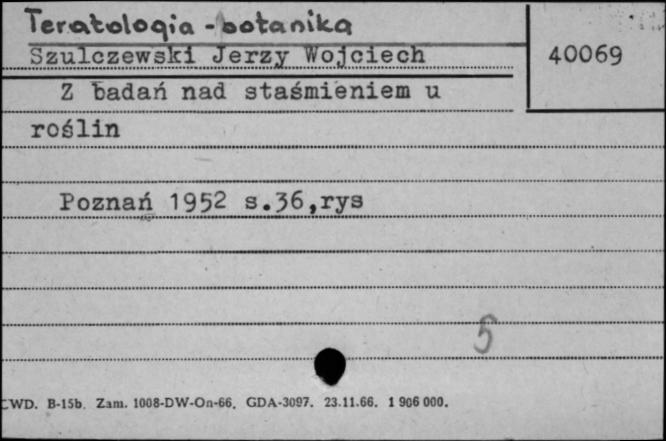 Teratologia - botanika
Szulczewski Jerzy Wojciech
40069
Z badań nad staśmieniem u
roślin
Poznań 1952 s.36,rys
5
CWD. B-15b. Zam. 1008-DW-On-66. GDA-3097. 23.11.66. 1 906 000.